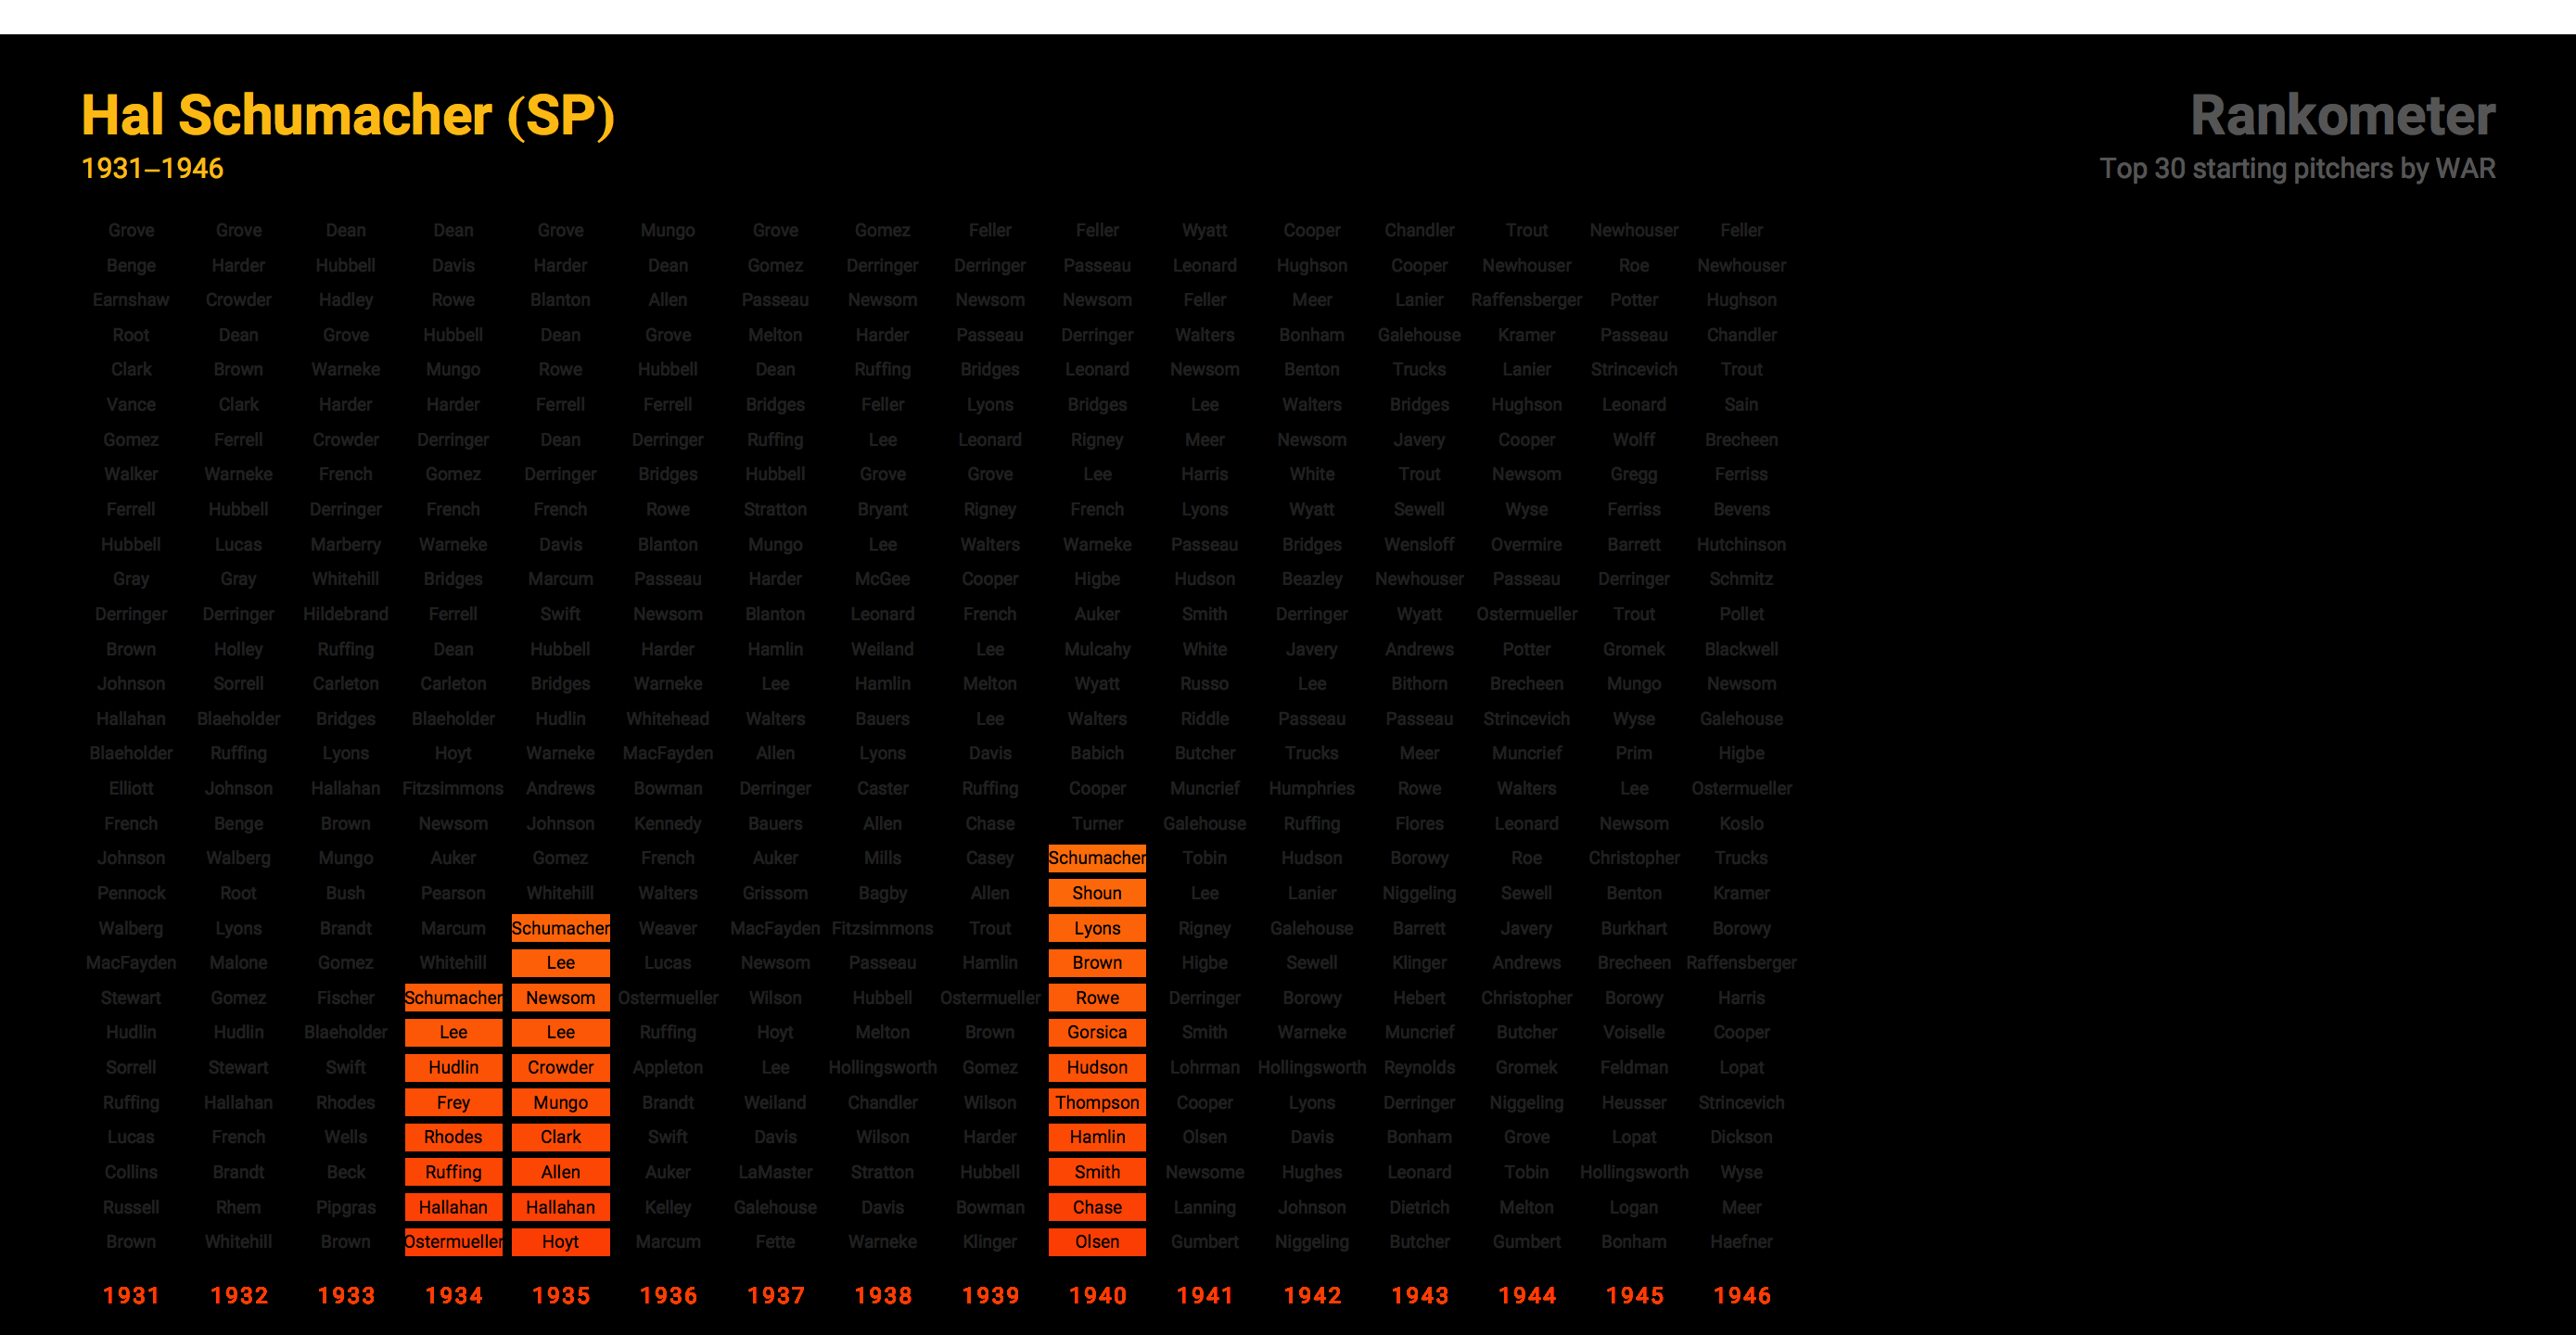 Hal Schumacher (SP)
Rankometer
1931–1946
Top 30 starting pitchers by WAR
Grove Grove Dean Dean Grove Mungo Grove Gomez Feller Feller Wyatt Cooper Chandler Trout Newhouser Feller
Benge Harder Hubbell Davis Harder Dean Gomez Derringer Derringer Passeau Leonard Hughson Cooper Newhouser Roe Newhouser
Earnshaw Crowder Hadley Rowe Blanton Allen Passeau Newsom Newsom Newsom Feller Meer Lanier Raffensberger Potter Hughson
Root Dean Grove Hubbell Dean Grove Melton Harder Passeau Derringer Walters Bonham Galehouse Kramer Passeau Chandler
Clark Brown Warneke Mungo Rowe Hubbell Dean Ruffing Bridges Leonard Newsom Benton Trucks Lanier Strincevich Trout
Vance Clark Harder Harder Ferrell Ferrell Bridges Feller Lyons Bridges Lee Walters Bridges Hughson Leonard Sain
Gomez Ferrell Crowder Derringer Dean Derringer Ruffing Lee Leonard Rigney Meer Newsom Javery Cooper Wolff Brecheen
Walker Warneke French Gomez Derringer Bridges Hubbell Grove Grove Lee Harris White Trout Newsom Gregg Ferriss
Ferrell Hubbell Derringer French French Rowe Stratton Bryant Rigney French Lyons Wyatt Sewell Wyse Ferriss Bevens
Hubbell Lucas Marberry Warneke Davis Blanton Mungo Lee Walters Warneke Passeau Bridges Wensloff Overmire Barrett Hutchinson
Gray Gray Whitehill Bridges Marcum Passeau Harder McGee Cooper Higbe Hudson Beazley Newhouser Passeau Derringer Schmitz
Derringer Derringer Hildebrand Ferrell Swift Newsom Blanton Leonard French Auker Smith Derringer Wyatt Ostermueller Trout Pollet
Brown Holley Ruffing Dean Hubbell Harder Hamlin Weiland Lee Mulcahy White Javery Andrews Potter Gromek Blackwell
Johnson Sorrell Carleton Carleton Bridges Warneke Lee Hamlin Melton Wyatt Russo Lee Bithorn Brecheen Mungo Newsom
Hallahan Blaeholder Bridges Blaeholder Hudlin Whitehead Walters Bauers Lee Walters Riddle Passeau Passeau Strincevich Wyse Galehouse
Blaeholder Ruffing Lyons Hoyt Warneke MacFayden Allen Lyons Davis Babich Butcher Trucks Meer Muncrief Prim Higbe
Elliott Johnson Hallahan Fitzsimmons Andrews Bowman Derringer Caster Ruffing Cooper Muncrief Humphries Rowe Walters Lee Ostermueller
French Benge Brown Newsom Johnson Kennedy Bauers Allen Chase Turner Galehouse Ruffing Flores Leonard Newsom Koslo
Johnson Walberg Mungo Auker Gomez French Auker Mills Casey Schumacher Tobin Hudson Borowy Roe Christopher Trucks
Pennock Root Bush Pearson Whitehill Walters Grissom Bagby Allen Shoun Lee Lanier Niggeling Sewell Benton Kramer
Walberg Lyons Brandt Marcum Schumacher Weaver MacFayden Fitzsimmons Trout Lyons Rigney Galehouse Barrett Javery Burkhart Borowy
MacFayden Malone Gomez Whitehill Lee Lucas Newsom Passeau Hamlin Brown Higbe Sewell Klinger Andrews Brecheen Raffensberger
Stewart Gomez Fischer Schumacher Newsom Ostermueller Wilson Hubbell Ostermueller Rowe Derringer Borowy Hebert Christopher Borowy Harris
Hudlin Hudlin Blaeholder Lee Lee Ruffing Hoyt Melton Brown Gorsica Smith Warneke Muncrief Butcher Voiselle Cooper
Sorrell Stewart Swift Hudlin Crowder Appleton Lee Hollingsworth Gomez Hudson Lohrman Hollingsworth Reynolds Gromek Feldman Lopat
Ruffing Hallahan Rhodes Frey Mungo Brandt Weiland Chandler Wilson Thompson Cooper Lyons Derringer Niggeling Heusser Strincevich
Lucas French Wells Rhodes Clark Swift Davis Wilson Harder Hamlin Olsen Davis Bonham Grove Lopat Dickson
Collins Brandt Beck Ruffing Allen Auker LaMaster Stratton Hubbell Smith Newsome Hughes Leonard Tobin Hollingsworth Wyse
Russell Rhem Pipgras Hallahan Hallahan Kelley Galehouse Davis Bowman Chase Lanning Johnson Dietrich Melton Logan Meer
Brown Whitehill Brown Ostermueller Hoyt Marcum Fette Warneke Klinger Olsen Gumbert Niggeling Butcher Gumbert Bonham Haefner
1931 1932 1933 1934 1935 1936 1937 1938 1939 1940 1941 1942 1943 1944 1945 1946